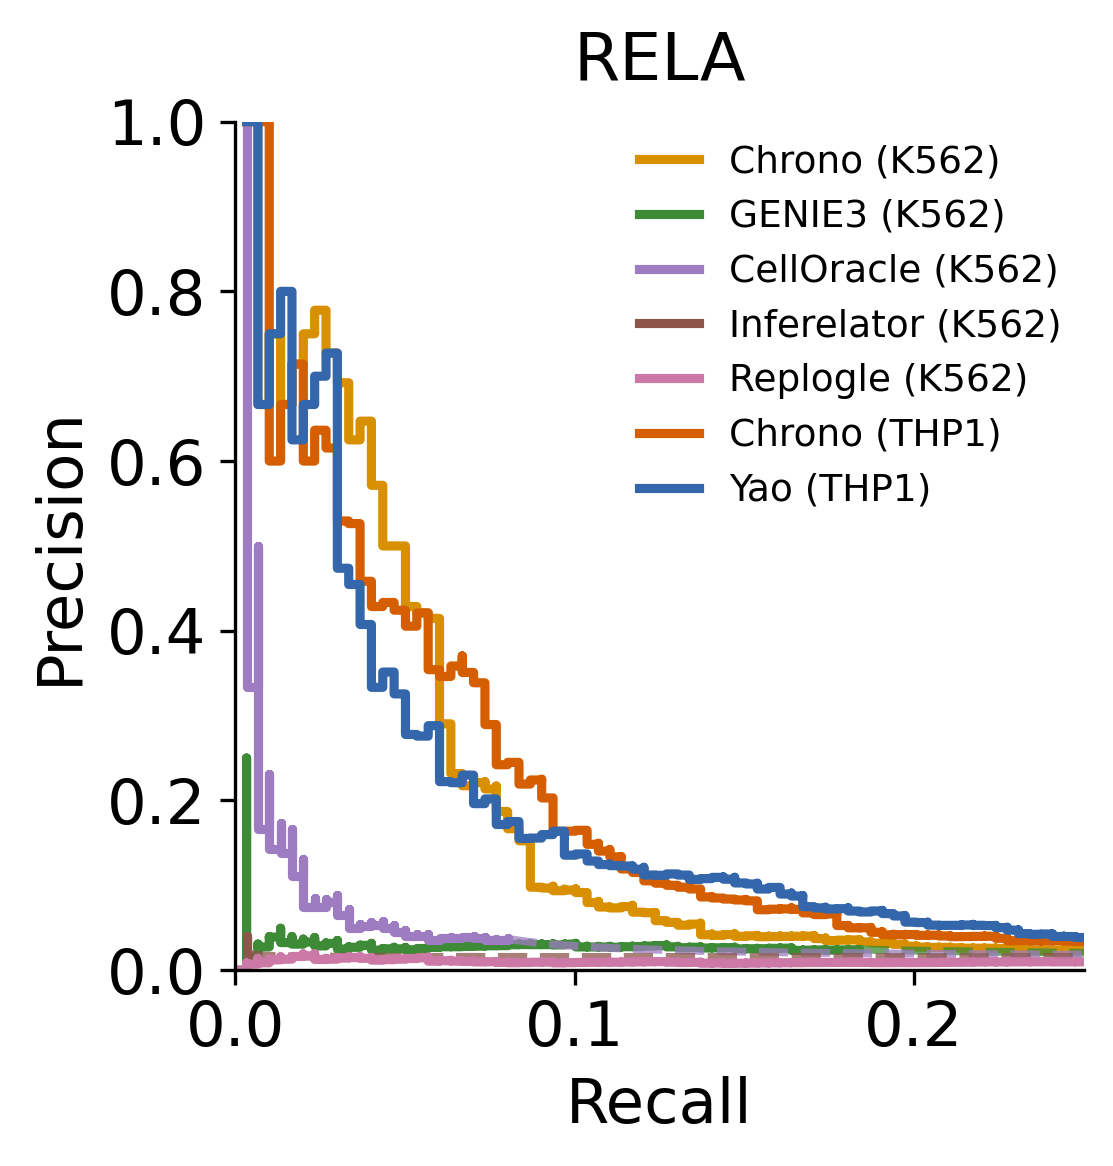 RELA
1.0
0.8
0.6
0.4
0.2
0.0
Precision
Chrono (K562)
GENIE3 (K562)
CellOracle (K562)
Inferelator (K562)
Replogle (K562)
Chrono (THP1)
Yao (THP1)
0.0 0.1 0.2
Recall